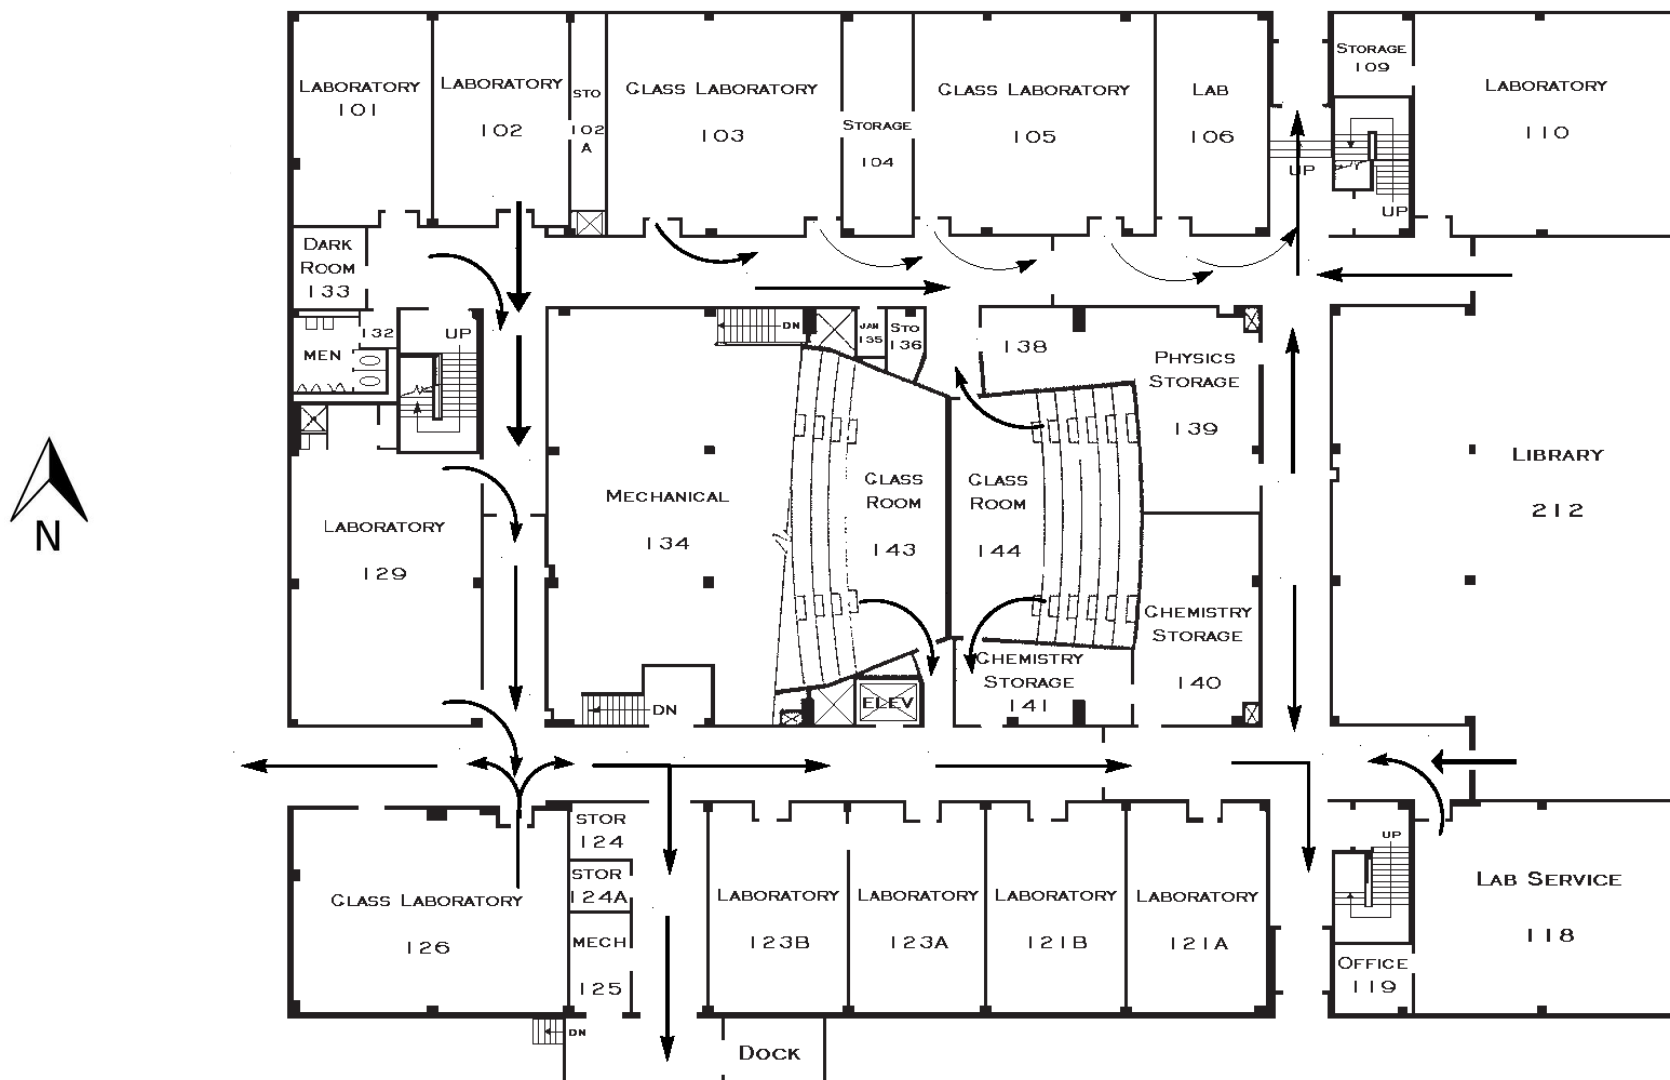 LABORATORY
101
LABORATORY
102
STO
102
A
CLASS LABORATORY
103
STORAGE
104
CLASS LABORATORY
105
LAB
106
UP
STORAGE
109
UP
LABORATORY
110
DARK
ROOM
133
132
MEN
UP
DN
JAN
135
STO
136
138
PHYSICS
STORAGE
139
LIBRARY
212
N
LABORATORY
129
MECHANICAL
134
CLASS
ROOM
143
CLASS
ROOM
144
CHEMISTRY
STORAGE
140
CHEMISTRY
STORAGE
141
DN
ELEV
CLASS LABORATORY
126
STOR
124
STOR
124A
MECH
125
DN
LABORATORY
123B
LABORATORY
123A
LABORATORY
121B
LABORATORY
121A
UP
OFFICE
119
LAB SERVICE
118
DOCK